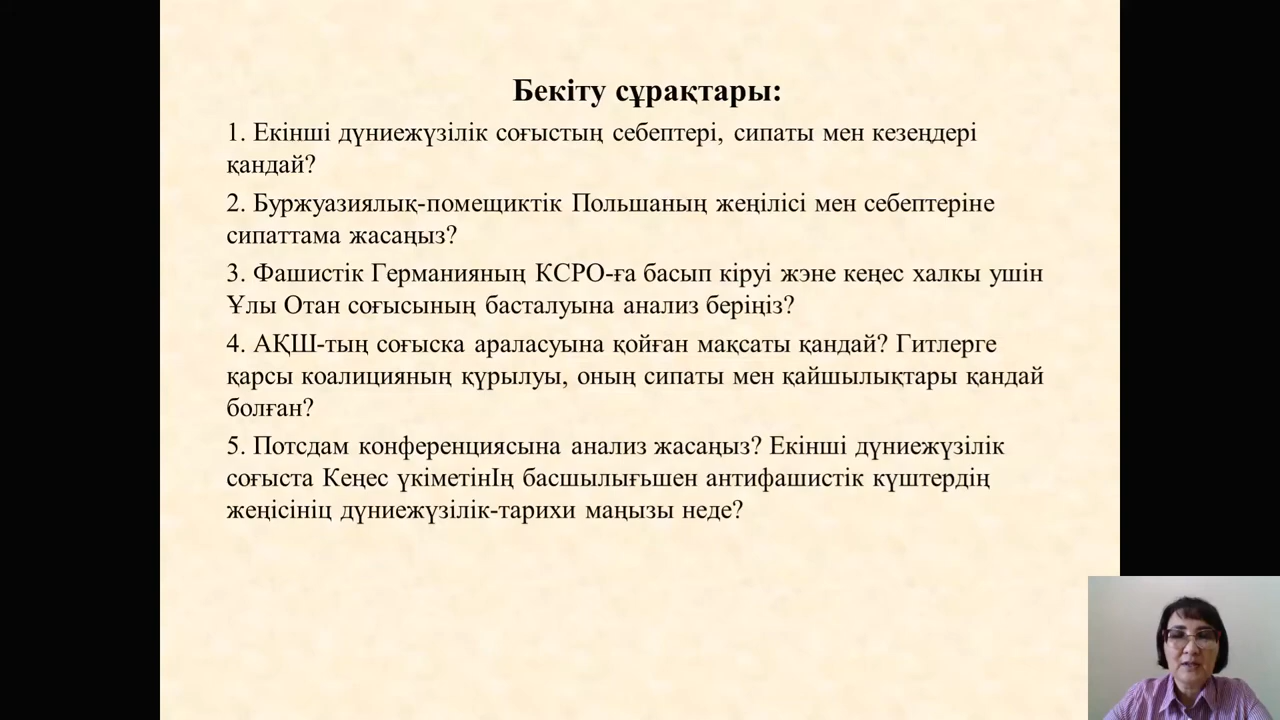 Бекіту сұрақтары:
1. Екінші дүниежүзілік соғыстың себептері, сипаты мен кезеңдері
қандай?
2. Буржуазиялық-помещиктік Польшаның жеңілісі мен себептеріне
сипаттама жасаңыз?
3. Фашистік Германияның КСРО-ға басып кіруі жэне кеңес халкы ушін
Ұлы Отан соғысының басталуына анализ беріңіз?
4. АҚШ-тың соғыска араласуына қойған мақсаты қандай? Гитлерге
қарсы коалицияның құрылуы, оның сипаты мен қайшылықтары қандай
болған?
5. Потсдам конференциясына анализ жасаңыз? Екінші дүниежүзілік
соғыста Кеңес үкіметінІң басшылығьшен антифашистік күштердің
жеңісініц дүниежүзілік-тарихи маңызы неде?